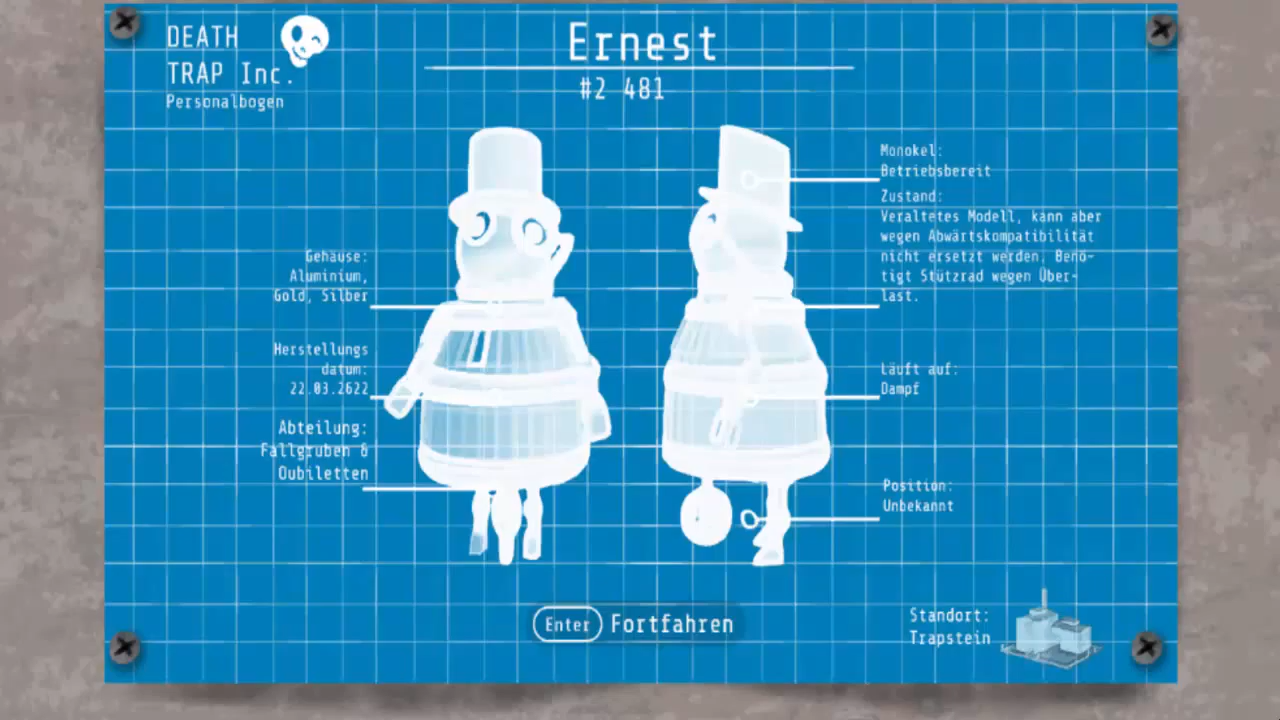 DEATH
TRAP Inc.
Personalbogen
Ernest
#2 481
Monokel:
Betriebsbereit
Zustand:
Veraltetes Modell, kann aber
wegen Abwärtskompatibilität
nicht ersetzt werden. Benö-
tigt Stützrad wegen Über-
last.
Gehäuse:
Aluminium,
Gold, Silber
Herstellungs
datum:
22.03.2622
Läuft auf:
Dampf
Abteilung:
Fallgruben &
Oubiletten
Position:
Unbekannt
Enter Fortfahren
Standort:
Trapstein